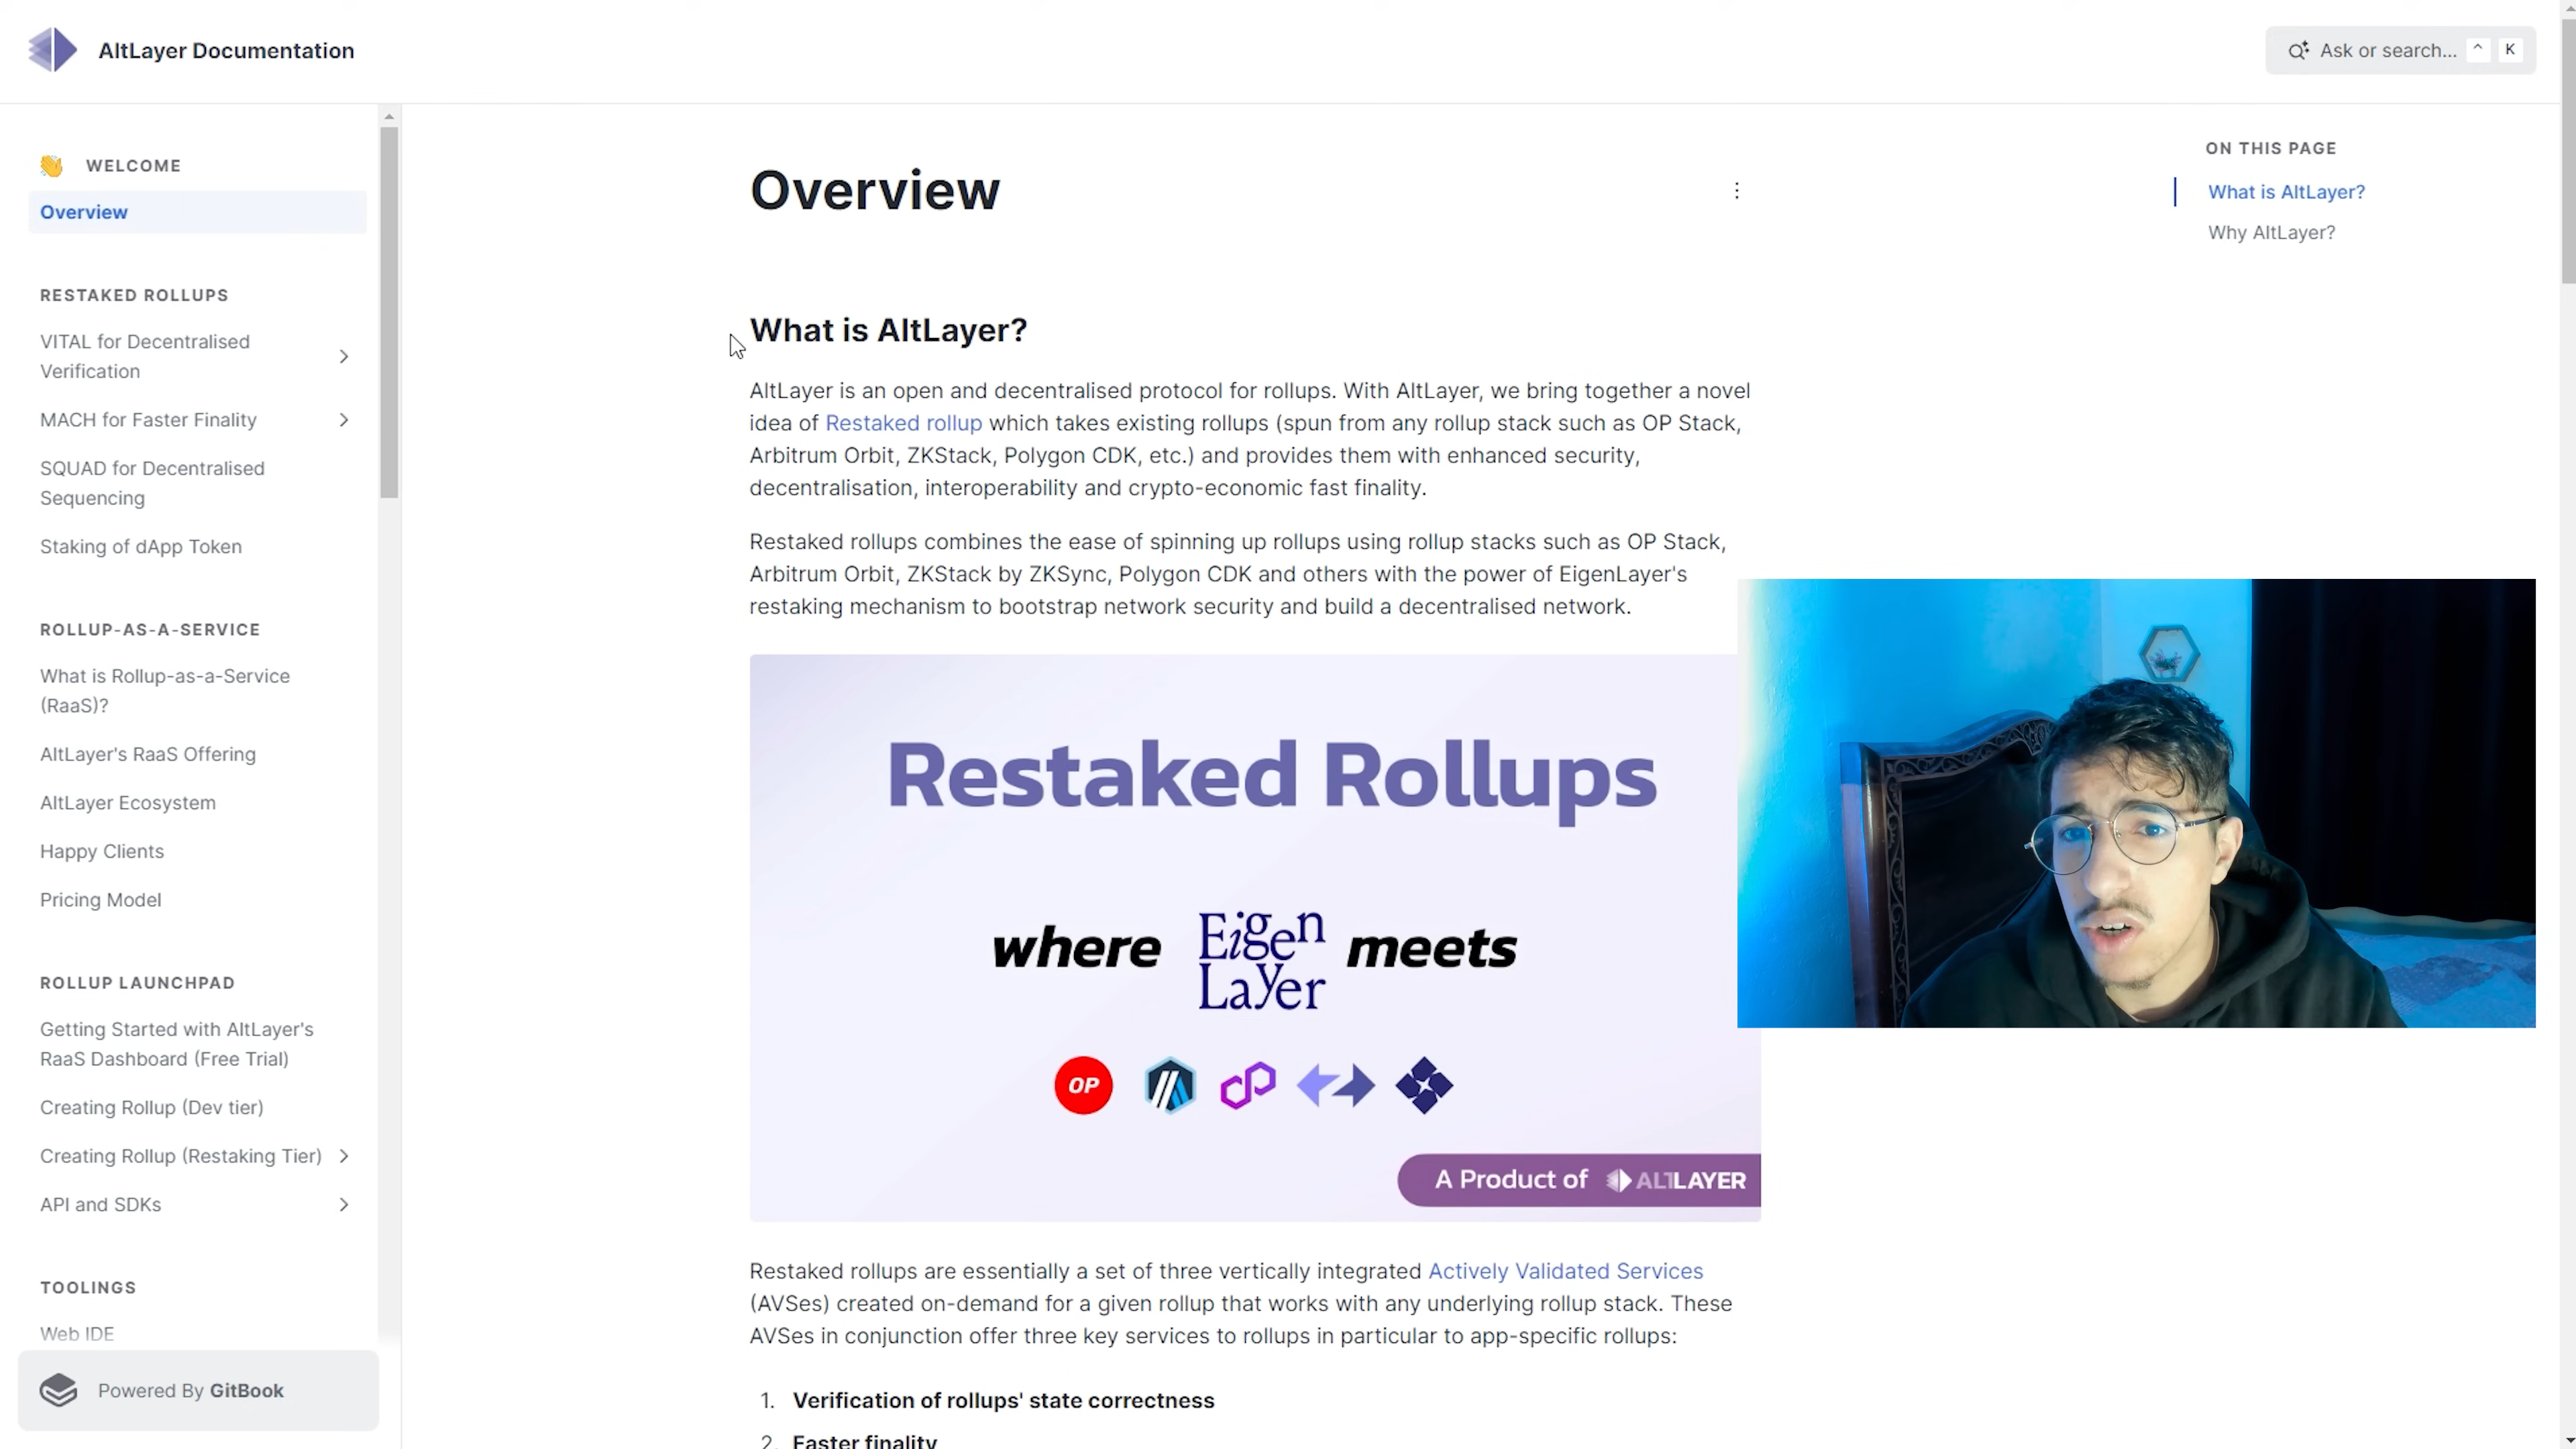 AltLayer Documentation
Ask or search...
^
K
WELCOME
Overview
RESTAKED ROLLUPS
VITAL for Decentralised
Verification
MACH for Faster Finality
SQUAD for Decentralised
Sequencing
Staking of dApp Token
ROLLUP-AS-A-SERVICE
What is Rollup-as-a-Service
(RaaS)?
AltLayer's RaaS Offering
AltLayer Ecosystem
Happy Clients
Pricing Model
ROLLUP LAUNCHPAD
Getting Started with AltLayer's
RaaS Dashboard (Free Trial)
Creating Rollup (Dev tier)
Creating Rollup (Restaking Tier)
API and SDKs
TOOLINGS
Web IDE
Powered By GitBook
Overview
What is AltLayer?
AltLayer is an open and decentralised protocol for rollups. With AltLayer, we bring together a novel
idea of Restaked rollup which takes existing rollups (spun from any rollup stack such as OP Stack,
Arbitrum Orbit, ZKStack, Polygon CDK, etc.) and provides them with enhanced security,
decentralisation, interoperability and crypto-economic fast finality.
Restaked rollups combines the ease of spinning up rollups using rollup stacks such as OP Stack,
Arbitrum Orbit, ZKStack by ZKSync, Polygon CDK and others with the power of EigenLayer's
restaking mechanism to bootstrap network security and build a decentralised network.
Restaked Rollups
where Eigen Layer meets
OP
A Product of ALTLAYER
Restaked rollups are essentially a set of three vertically integrated Actively Validated Services
(AVSes) created on-demand for a given rollup that works with any underlying rollup stack. These
AVSes in conjunction offer three key services to rollups in particular to app-specific rollups:
1. Verification of rollups' state correctness
2. Faster finality
ON THIS PAGE
What is AltLayer?
Why AltLayer?